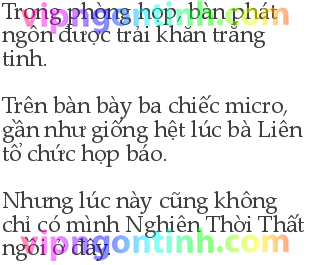 Trong phòng họp, bàn phát
ngôn được trải khăn trắng
tinh.
Trên bàn bày ba chiếc micro,
gần như giống hệt lúc bà Liên
tổ chức họp báo.
Nhưng lúc này cũng không
chỉ có mình Nghiên Thời Thất
ngồi ở đây.
vipngontinh.com
vipngontinh.com